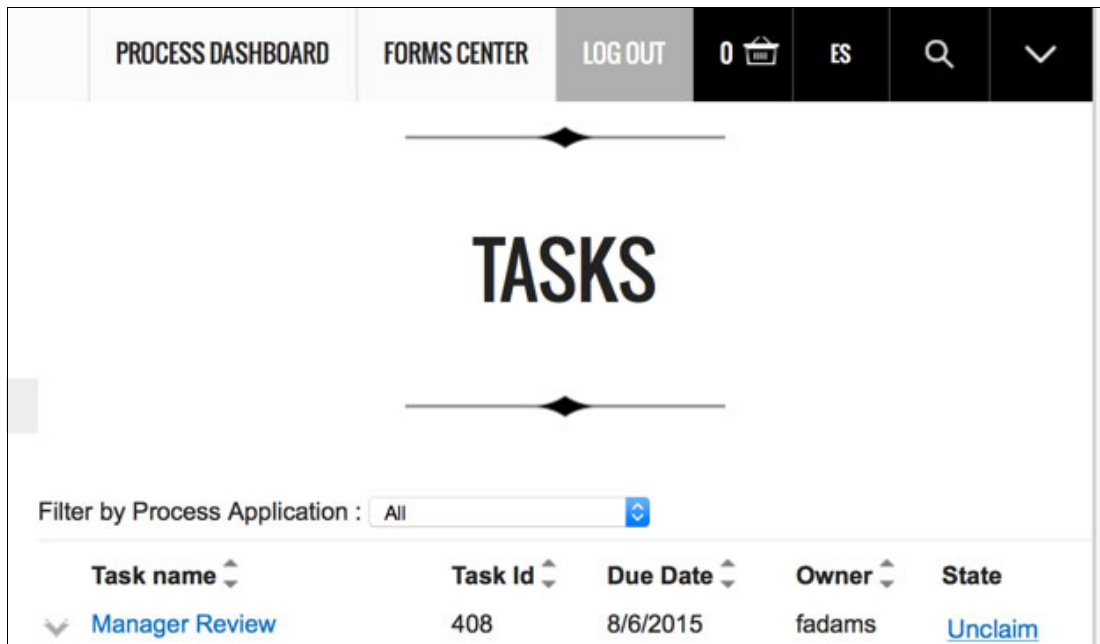 PROCESS DASHBOARD FORMS CENTER LOG OUT 0 ES
TASKS
Filter by Process Application : All
Task name Task Id Due Date Owner State
Manager Review 408 8/6/2015 fadams Unclaim